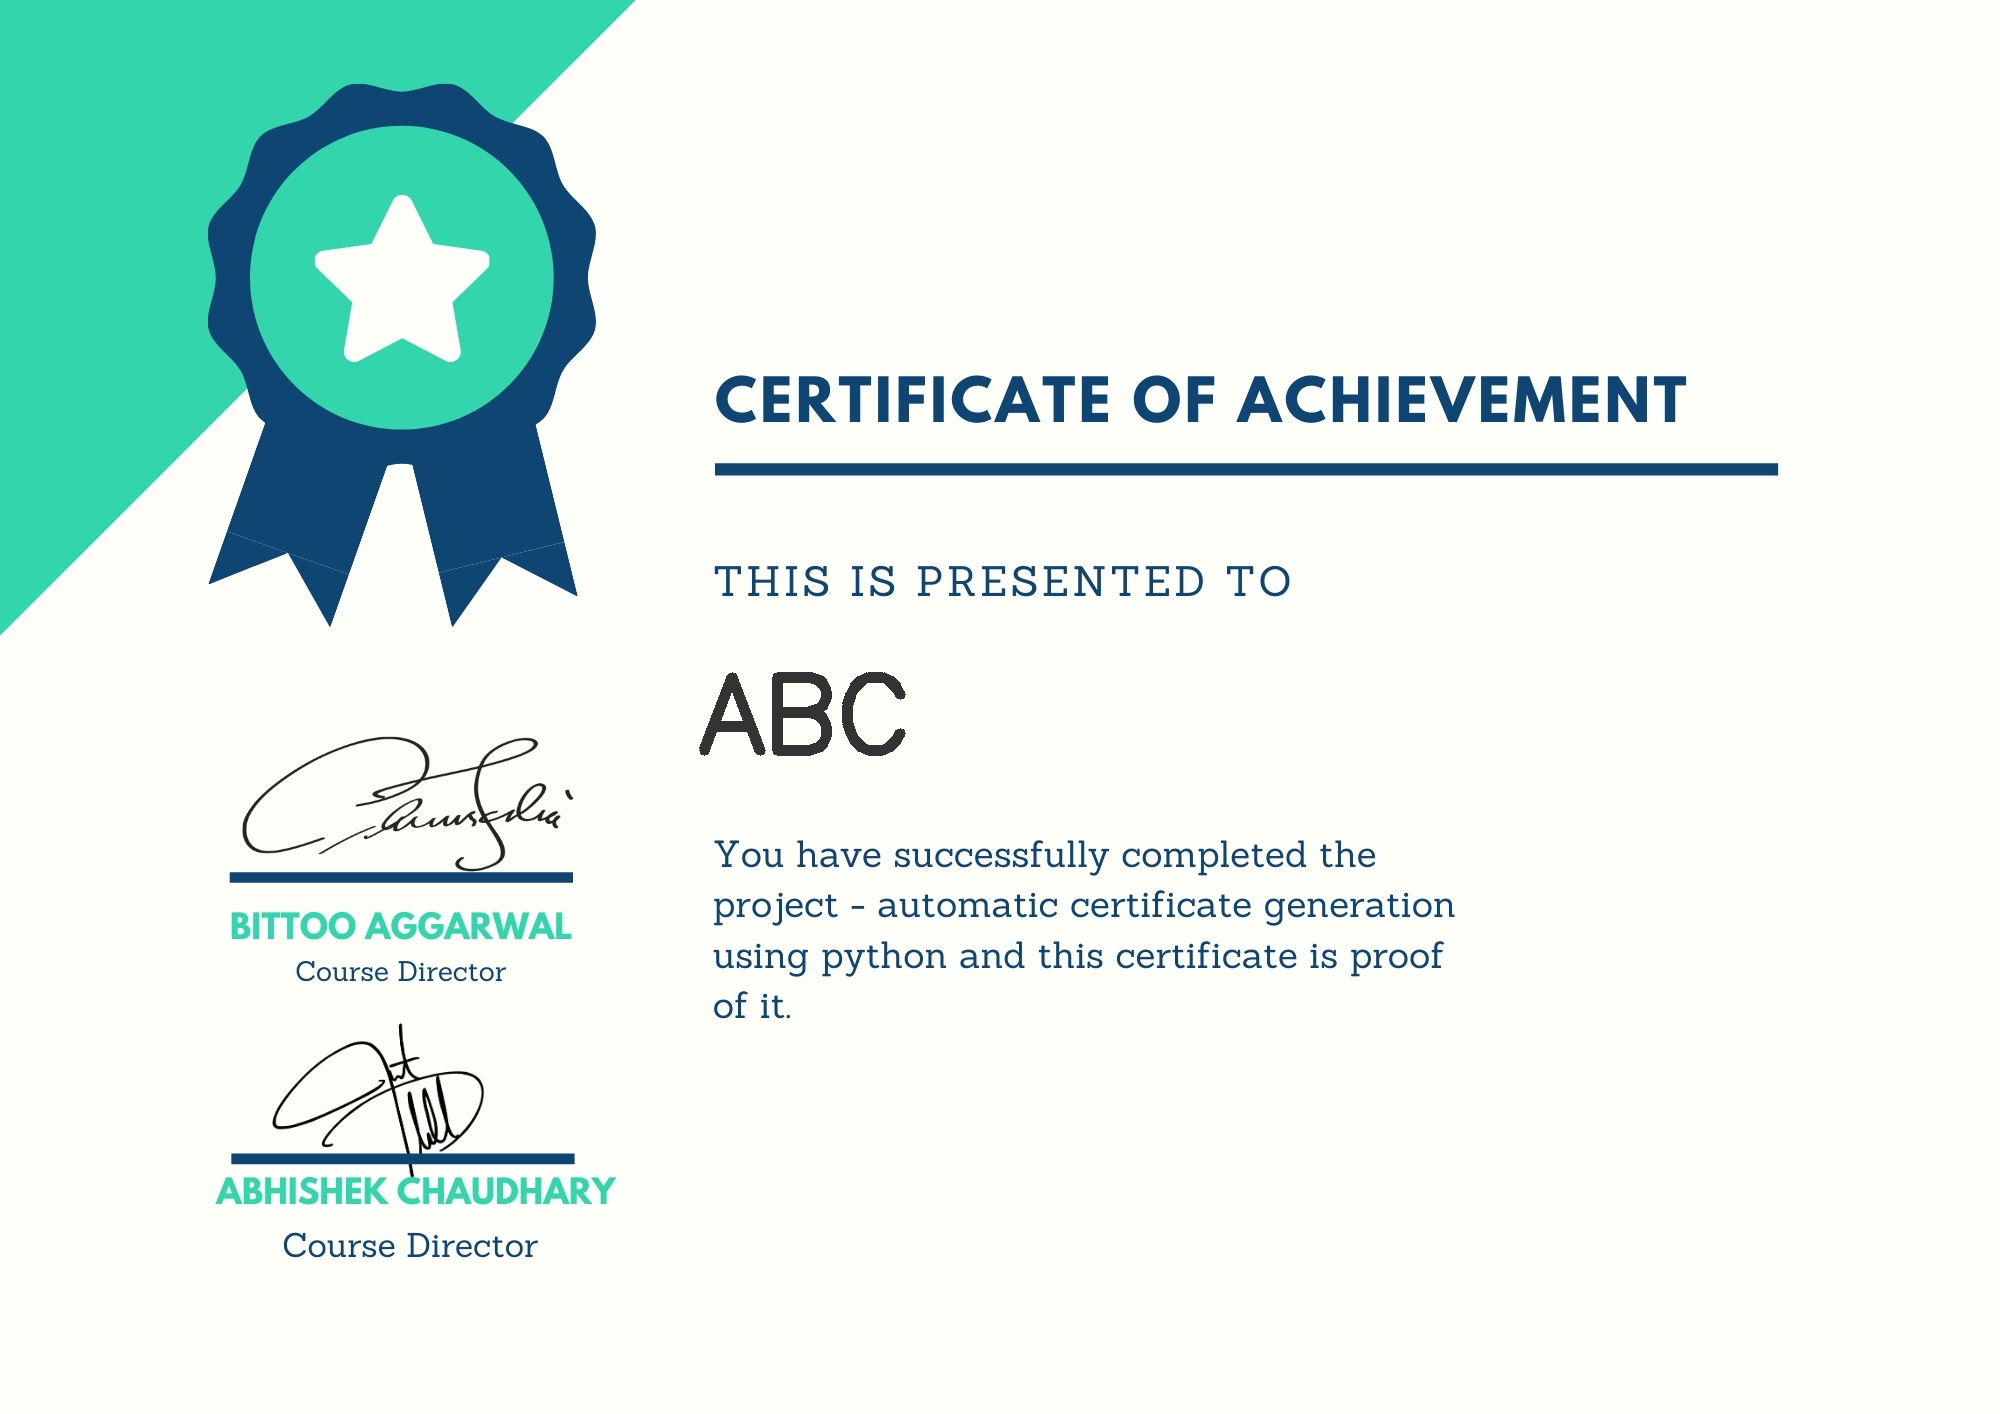 CERTIFICATE OF ACHIEVEMENT
THIS IS PRESENTED TO
ABC
You have successfully completed the
project - automatic certificate generation
using python and this certificate is proof
of it.
BITTOO AGGARWAL
Course Director
ABHISHEK CHAUDHARY
Course Director